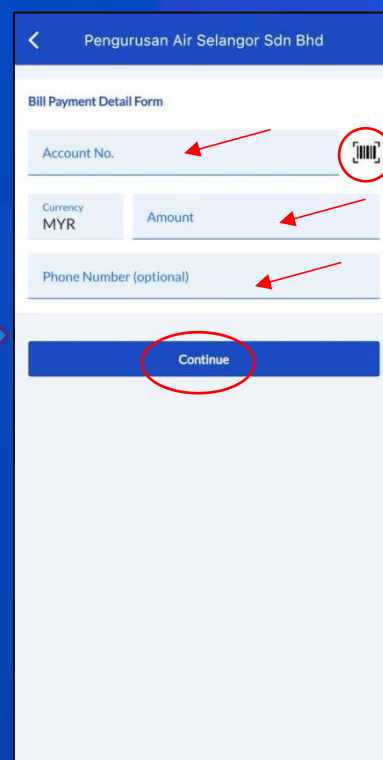 Pengurusan Air Selangor Sdn Bhd
Bill Payment Detail Form
Account No.
Currency
MYR
Amount
Phone Number (optional)
Continue